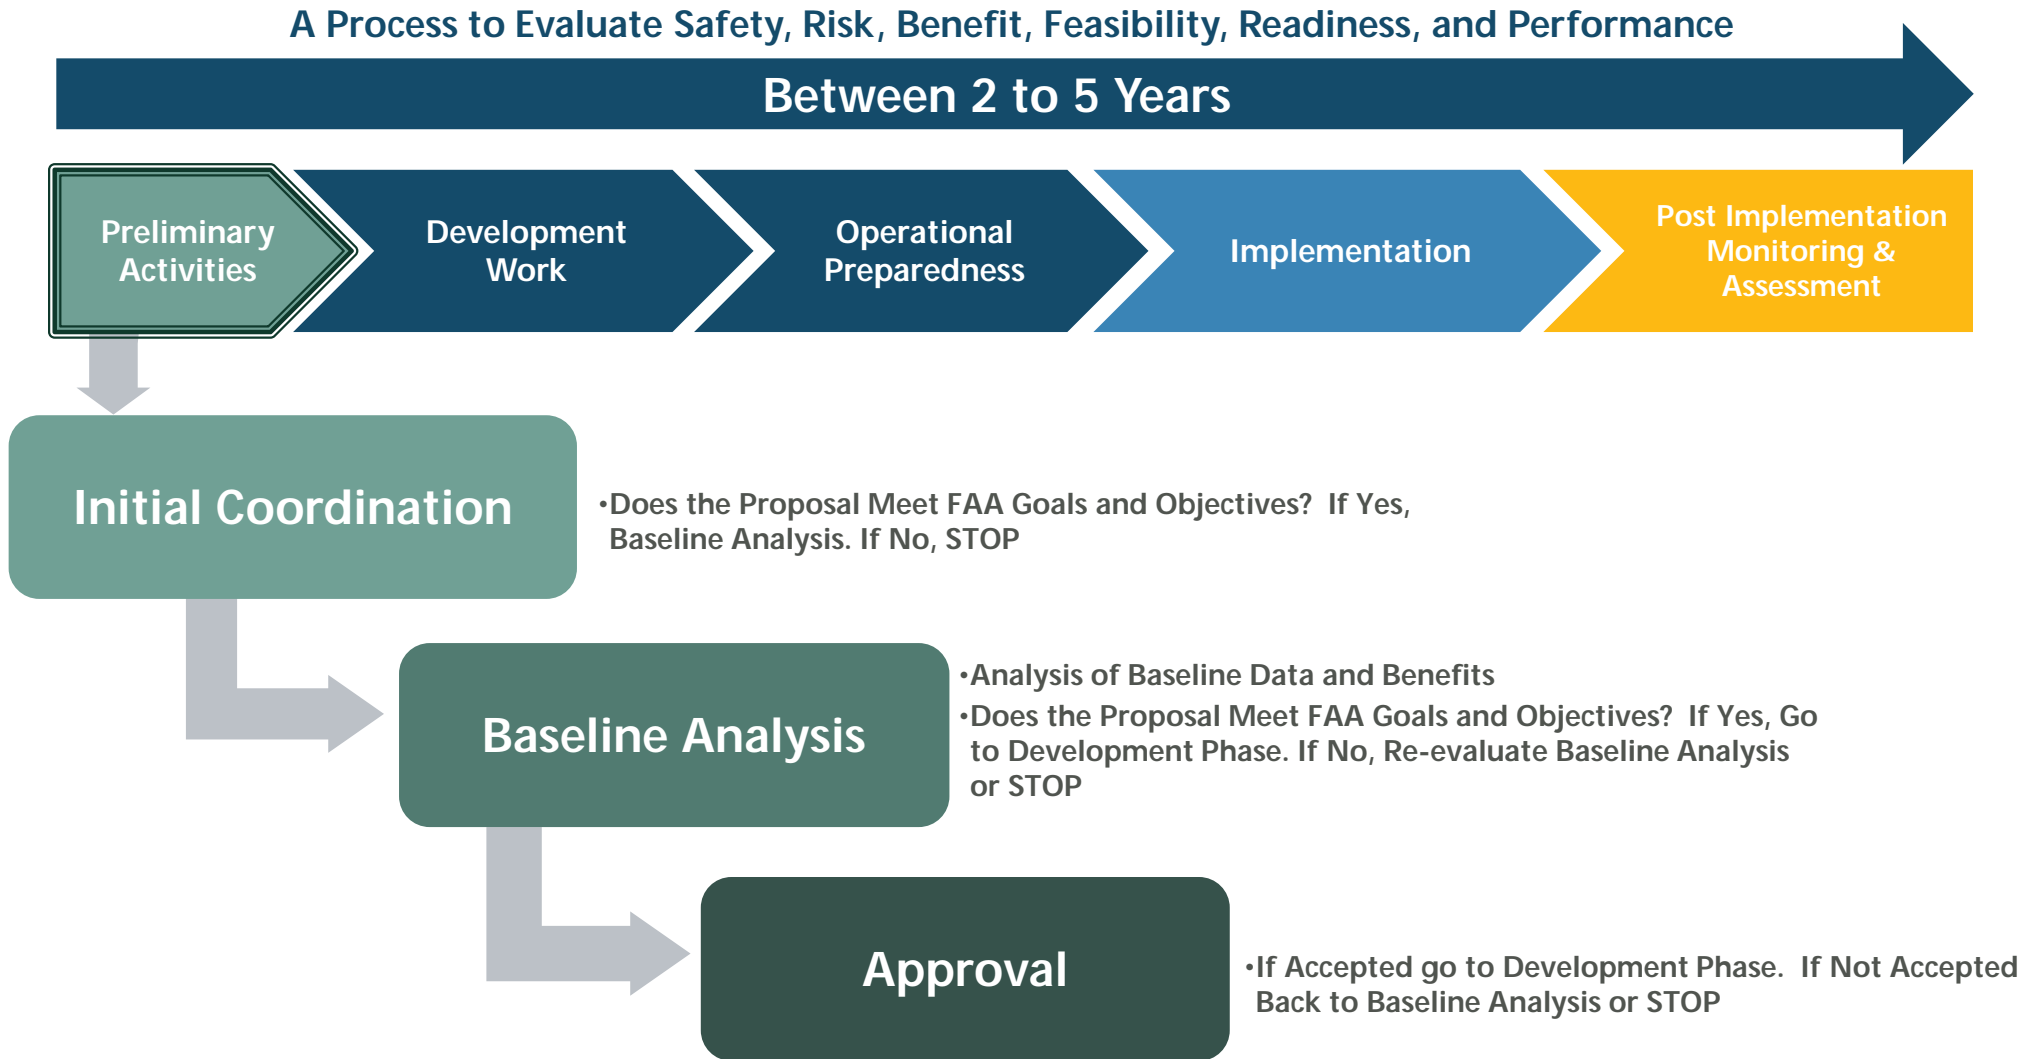 A Process to Evaluate Safety, Risk, Benefit, Feasibility, Readiness, and Performance
Between 2 to 5 Years
Preliminary
Activities
Development
Work
Operational
Preparedness
Implementation
Post Implementation
Monitoring &
Assessment
Initial Coordination
•Does the Proposal Meet FAA Goals and Objectives?  If Yes,
Baseline Analysis. If No, STOP
Baseline Analysis
•Analysis of Baseline Data and Benefits
•Does the Proposal Meet FAA Goals and Objectives?  If Yes, Go
to Development Phase. If No, Re-evaluate Baseline Analysis
or STOP
Approval
•If Accepted go to Development Phase.  If Not Accepted
Back to Baseline Analysis or STOP